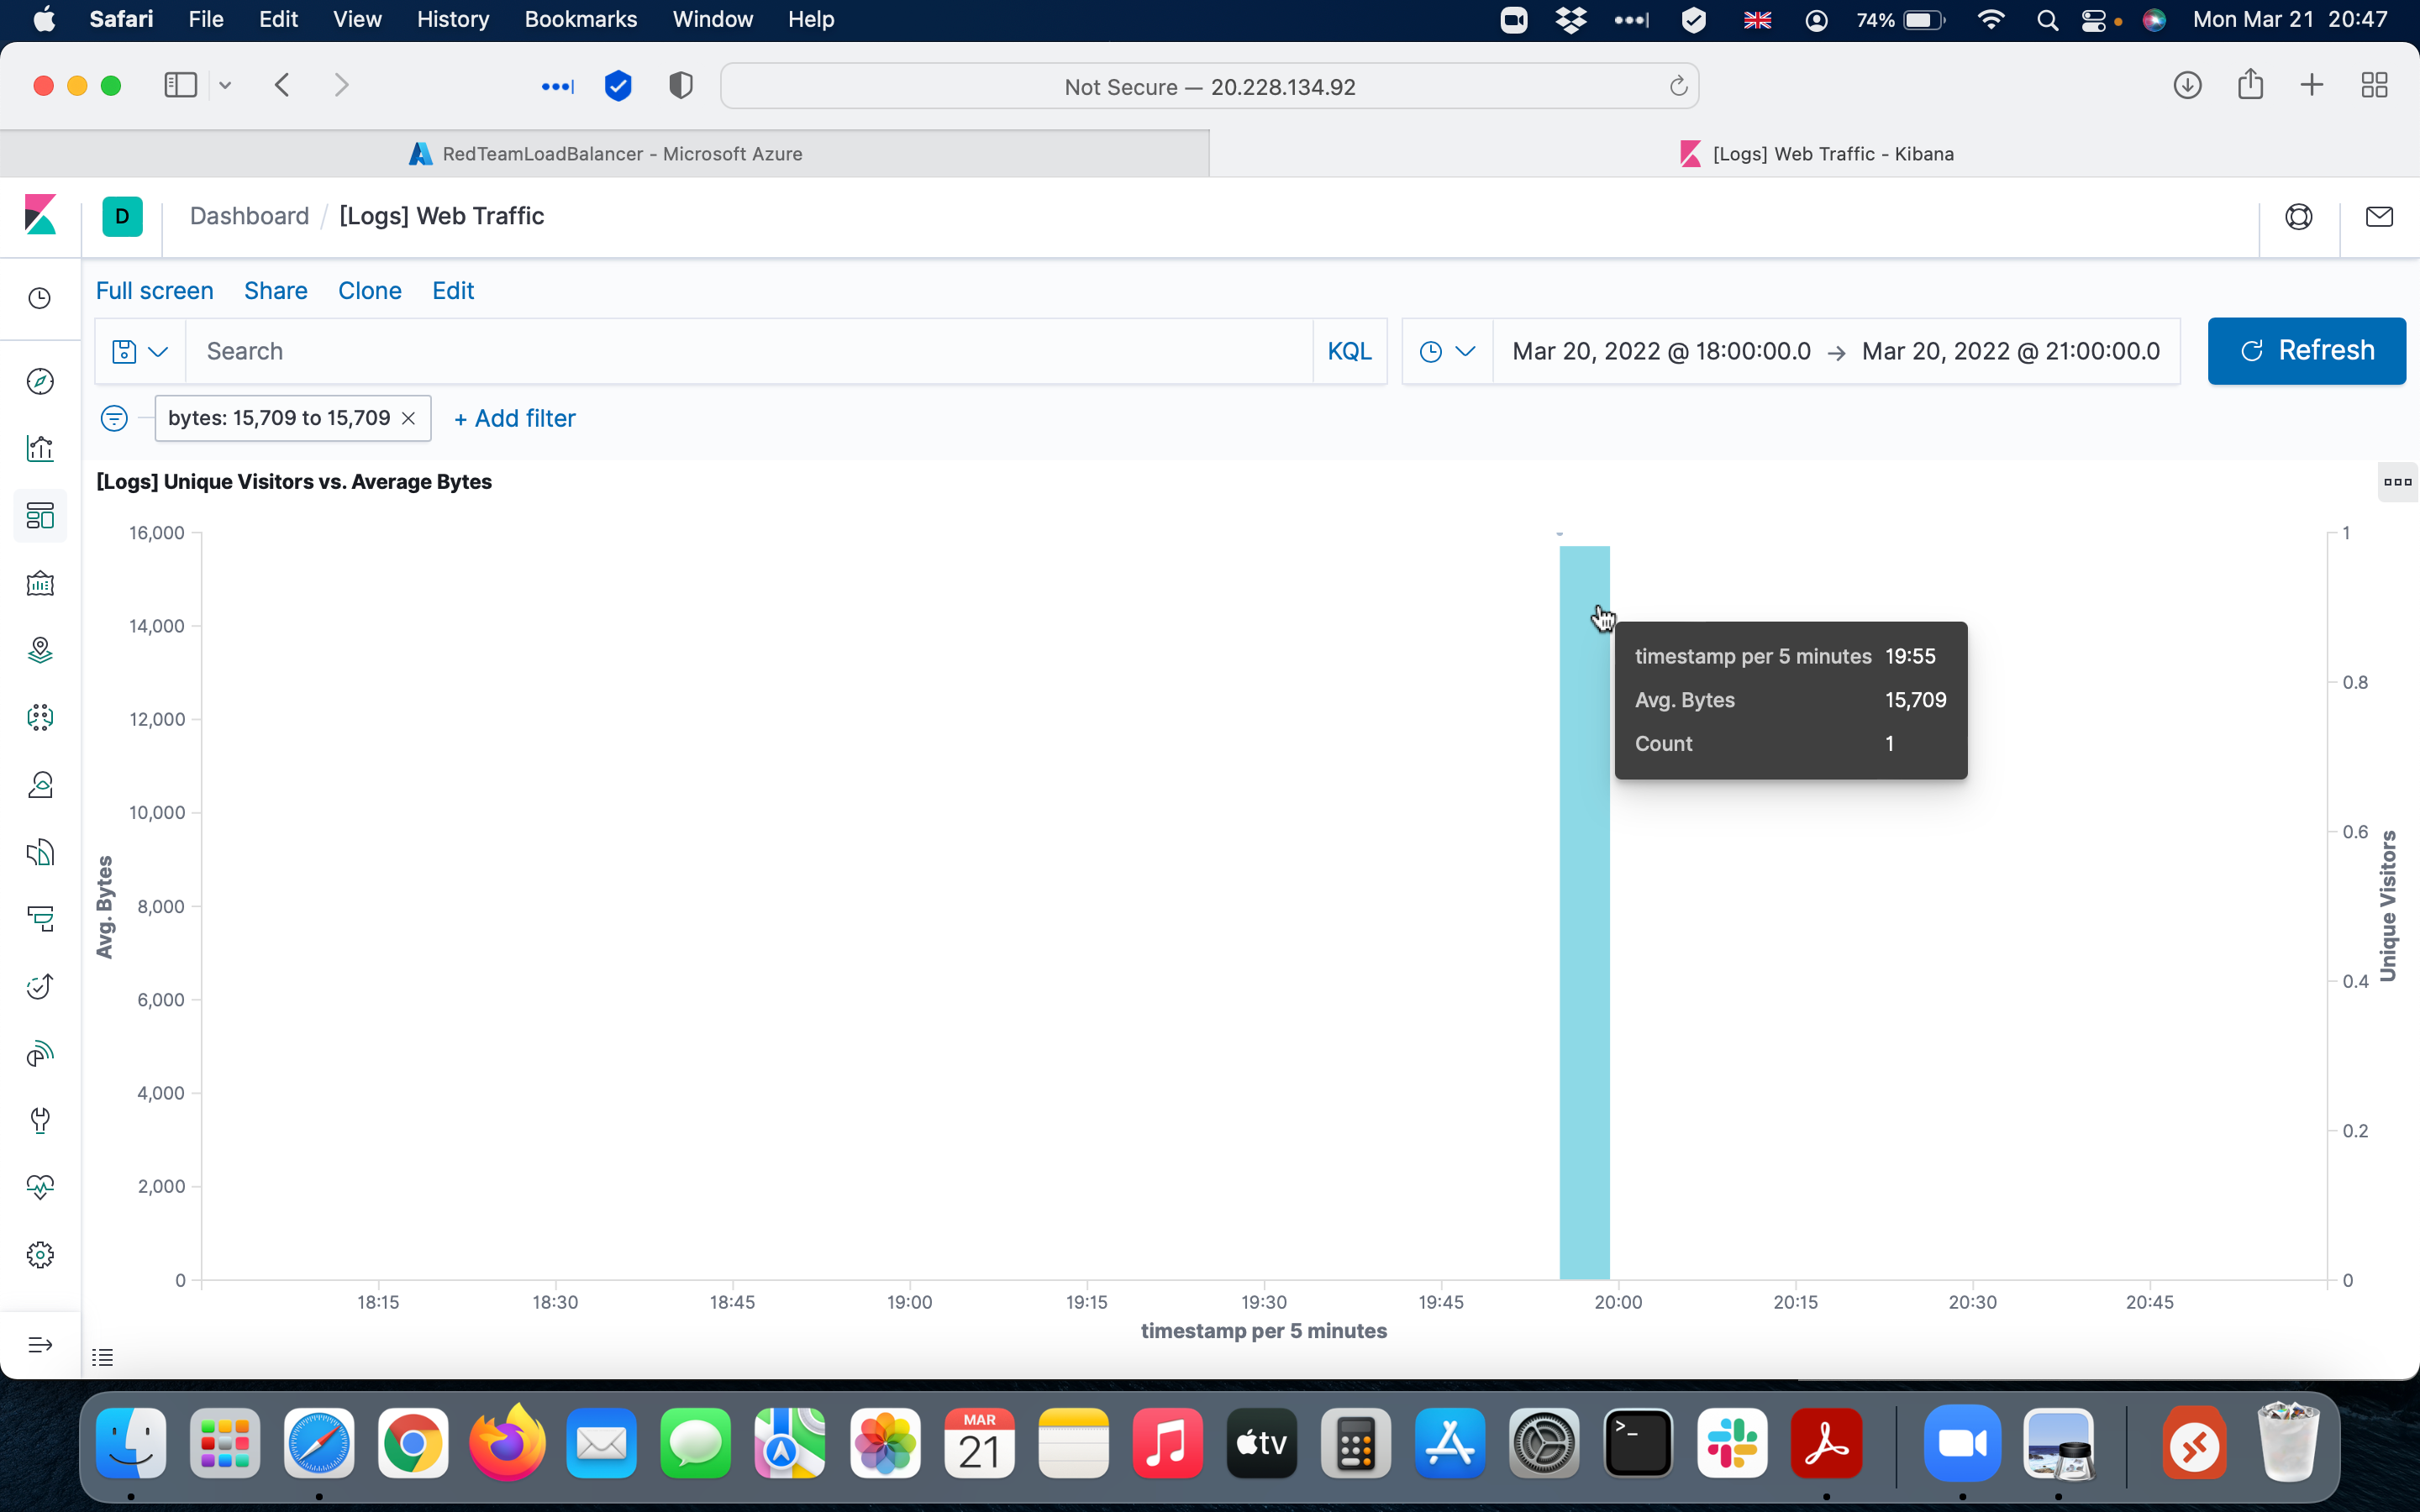 Safari File Edit View History Bookmarks Window Help 74% Mon Mar 21 20:47
Not Secure — 20.228.134.92
RedTeamLoadBalancer - Microsoft Azure
[Logs] Web Traffic - Kibana
D Dashboard / [Logs] Web Traffic
Full screen Share Clone Edit
Search KQL Mar 20, 2022 @ 18:00:00.0 → Mar 20, 2022 @ 21:00:00.0 Refresh
bytes: 15,709 to 15,709 × + Add filter
[Logs] Unique Visitors vs. Average Bytes
16,000
14,000
12,000
10,000
8,000
6,000
4,000
2,000
0
Avg. Bytes
timestamp per 5 minutes 19:55
Avg. Bytes 15,709
Count 1
1
0.8
0.6
0.4
0.2
0
Unique Visitors
18:15 18:30 18:45 19:00 19:15 19:30 19:45 20:00 20:15 20:30 20:45
timestamp per 5 minutes
MAR
21
tv
>_